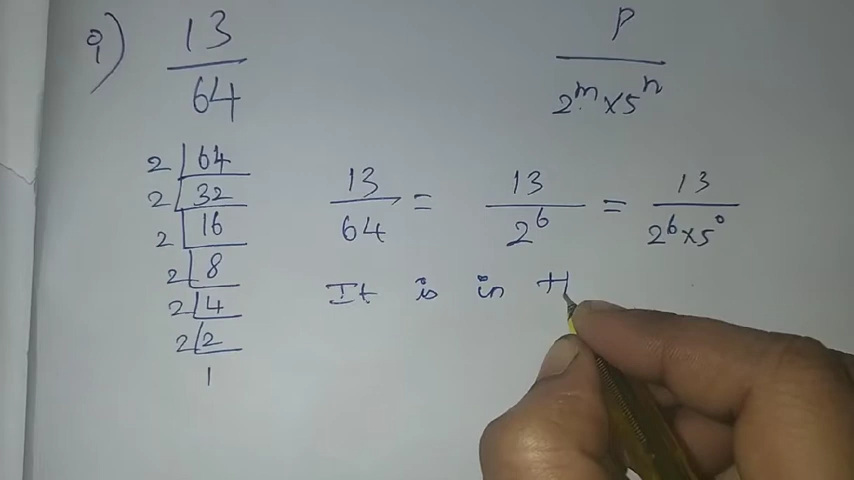 i) 13/64
p/2^m×5^n
2 | 64
2 | 32
2 | 16
2 | 8
2 | 4
2 | 2
1
13/64 = 13/2^6 = 13/2^6×5^0
It is in